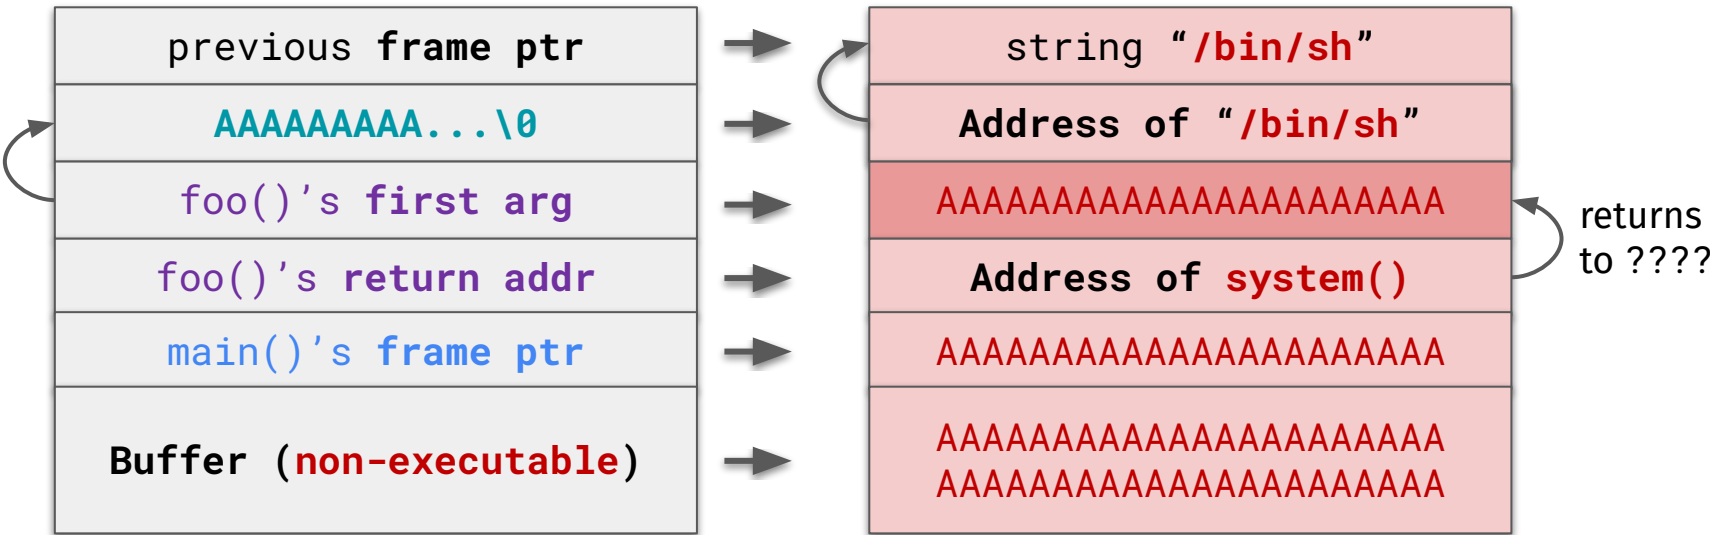 previous frame ptr
AAAAAAAAA...\0
foo()’s first arg
foo()’s return addr
main()’s frame ptr
Buffer (non-executable)
string “/bin/sh”
Address of “/bin/sh”
AAAAAAAAAAAAAAAAAAAAAA
Address of system()
AAAAAAAAAAAAAAAAAAAAAA
AAAAAAAAAAAAAAAAAAAAAA
AAAAAAAAAAAAAAAAAAAAAA
returns
to ????